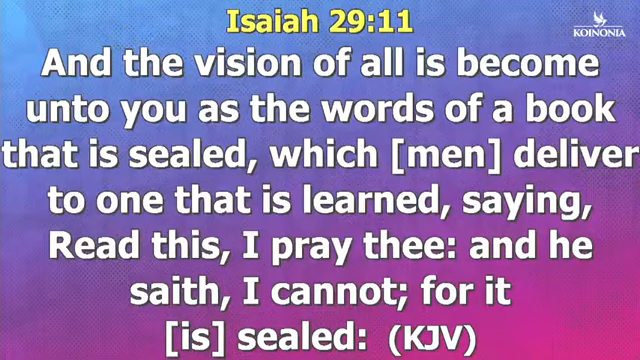 Isaiah 29:11
KOINONIA
And the vision of all is become
unto you as the words of a book
that is sealed, which [men] deliver
to one that is learned, saying,
Read this, I pray thee: and he
saith, I cannot; for it
[is] sealed: (KJV)